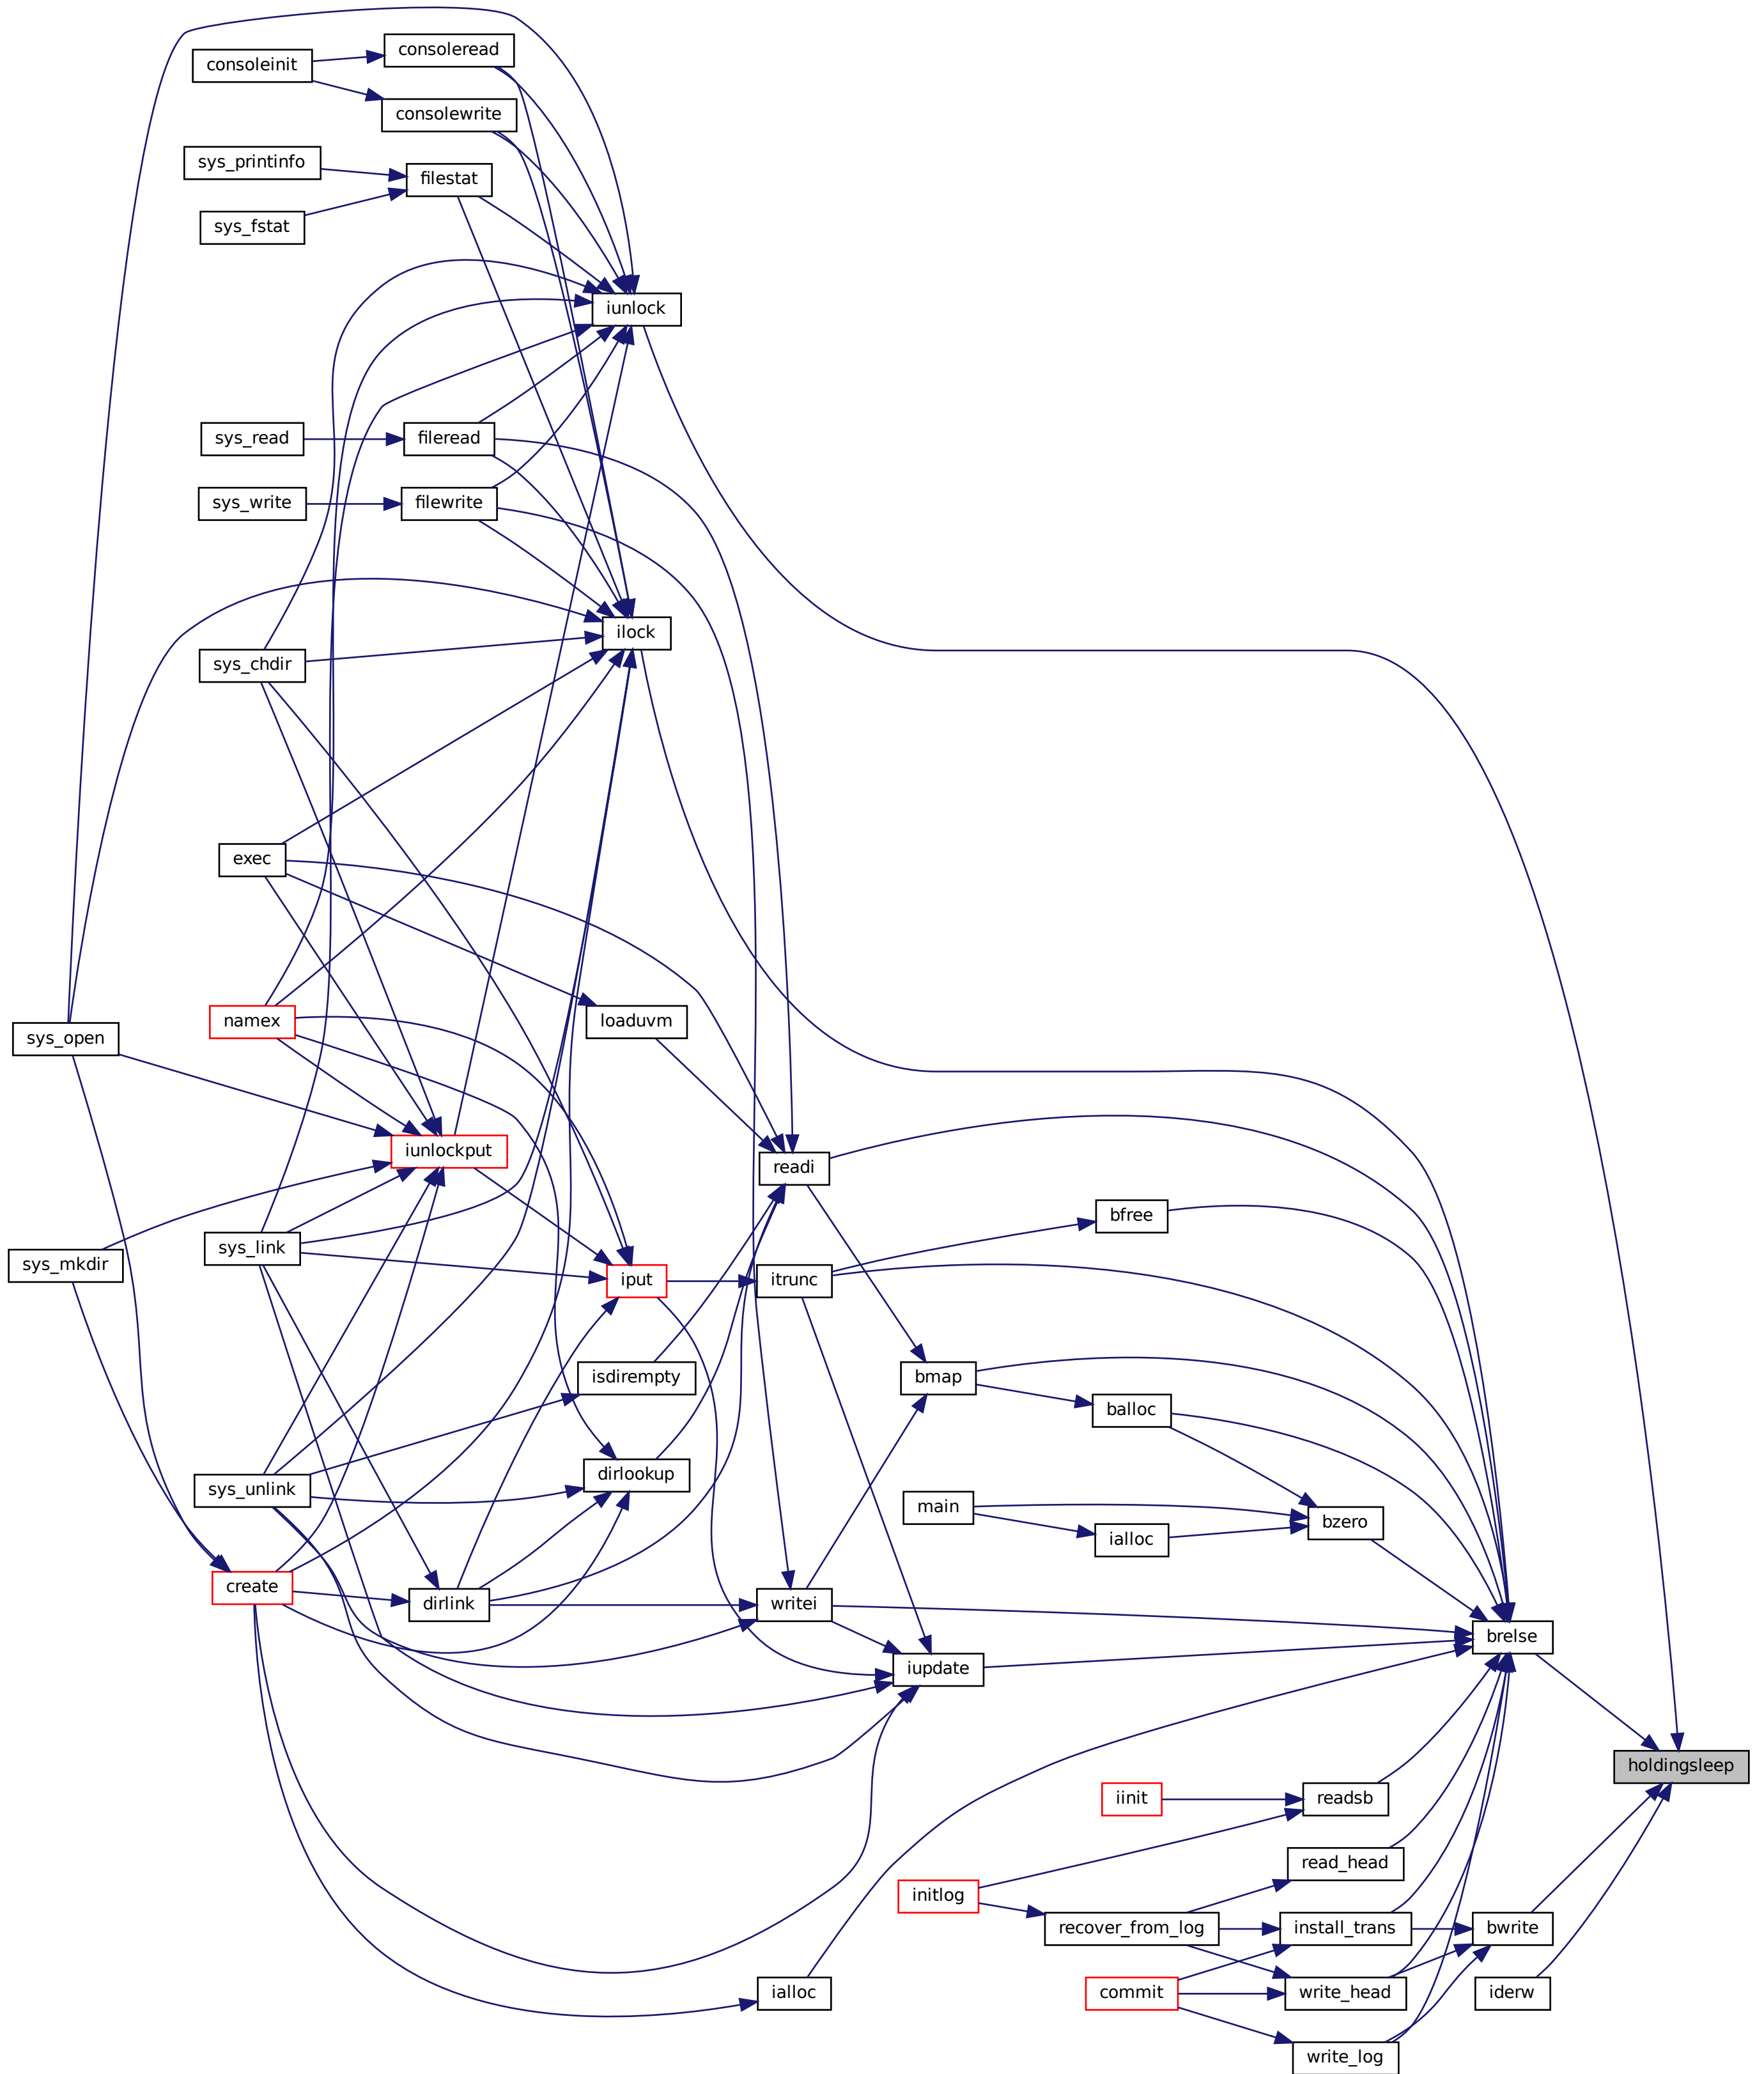 consoleread
consoleinit
consolewrite
sys_printinfo
filestat
sys_fstat
iunlock
sys_read
fileread
sys_write
filewrite
ilock
sys_chdir
exec
namex
loaduvm
sys_open
iunlockput
readi
bfree
sys_link
sys_mkdir
iput
itrunc
isdirempty
bmap
balloc
dirlookup
sys_unlink
main
bzero
ialloc
create
dirlink
writei
brelse
iupdate
holdingsleep
iinit
readsb
read_head
initlog
recover_from_log
install_trans
bwrite
ialloc
commit
write_head
iderw
write_log